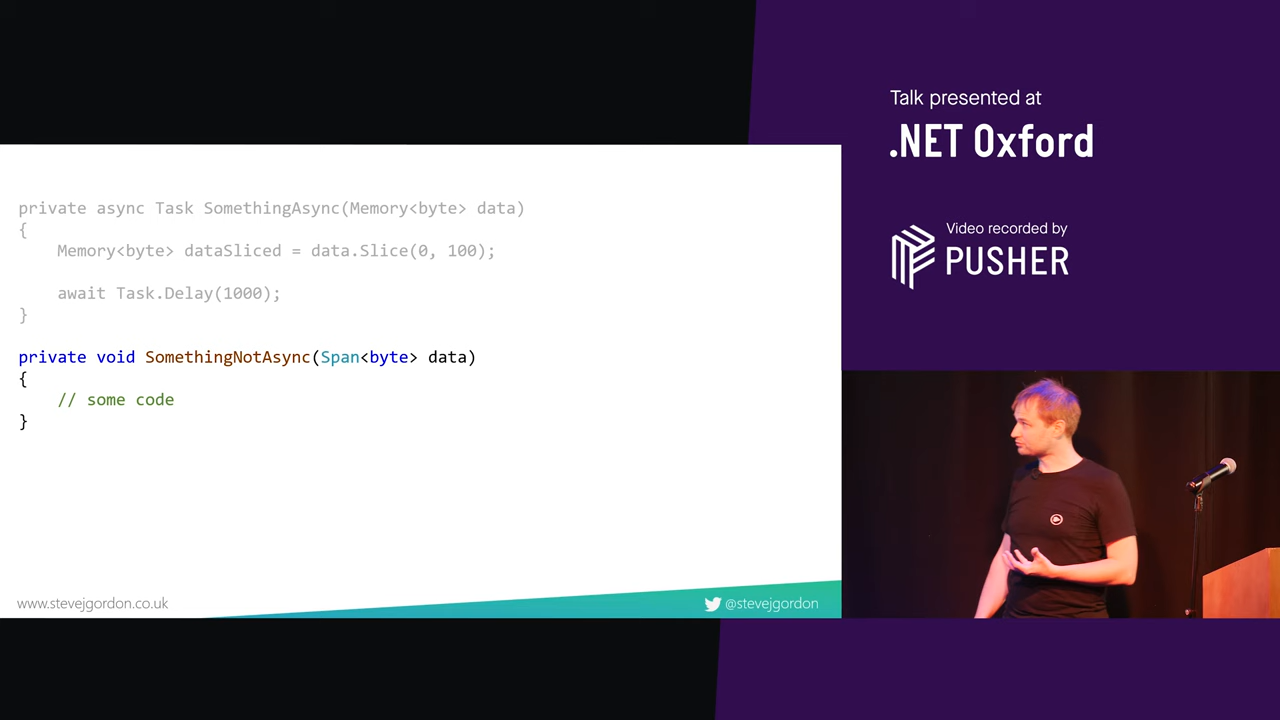 Talk presented at
.NET Oxford
Video recorded by
PUSHER
private async Task SomethingAsync(Memory<byte> data)
{
    Memory<byte> dataSliced = data.Slice(0, 100);
    await Task.Delay(1000);
}
private void SomethingNotAsync(Span<byte> data)
{
    // some code
}
www.stevejgordon.co.uk
@stevejgordon